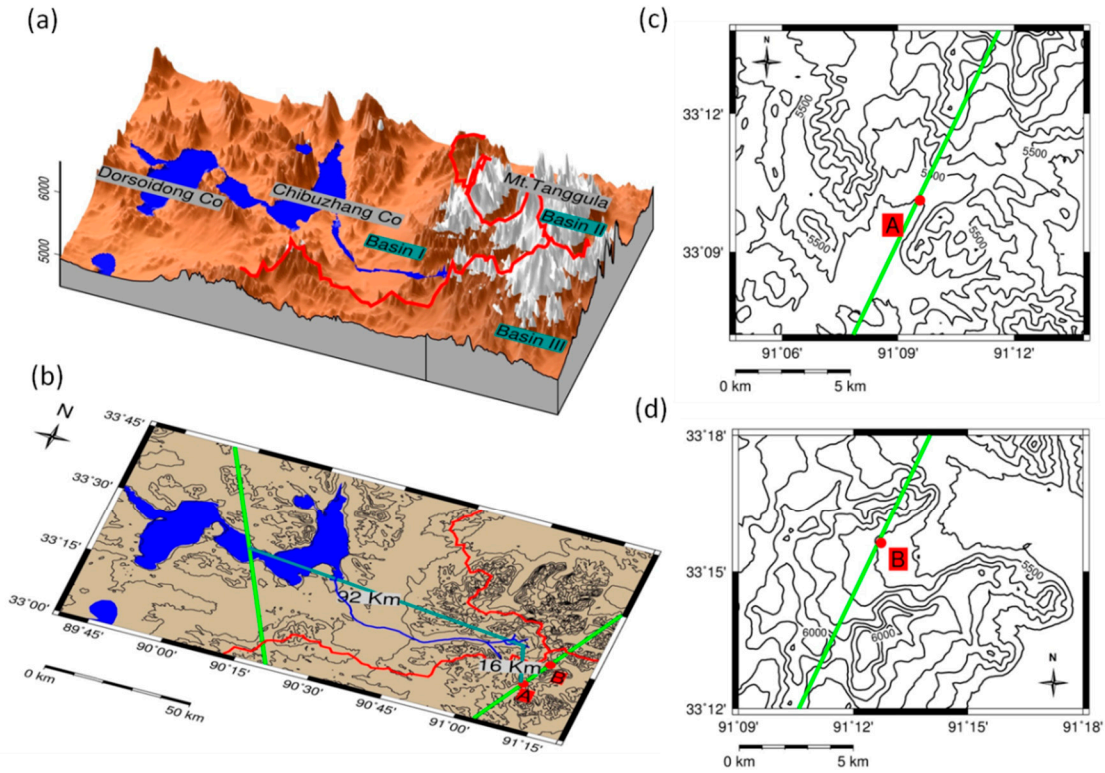 (a)
6000
5000
Dorsoidong Co
Chibuzhang Co
Mt.Tanggula
Basin II
Basin I
Basin III
(b)
N
33°45'
33°30'
33°15'
33°00'
89°45'
90°00'
90°15'
90°30'
90°45'
91°00'
91°15'
92 Km
16 Km
A
B
0 km
50 km
(c)
N
33°12'
33°09'
5500
5500
5500
5500
5500
A
91°06'
91°09'
91°12'
0 km
5 km
(d)
33°18'
33°15'
33°12'
B
5500
6000
6000
N
91°09'
91°12'
91°15'
91°18'
0 km
5 km